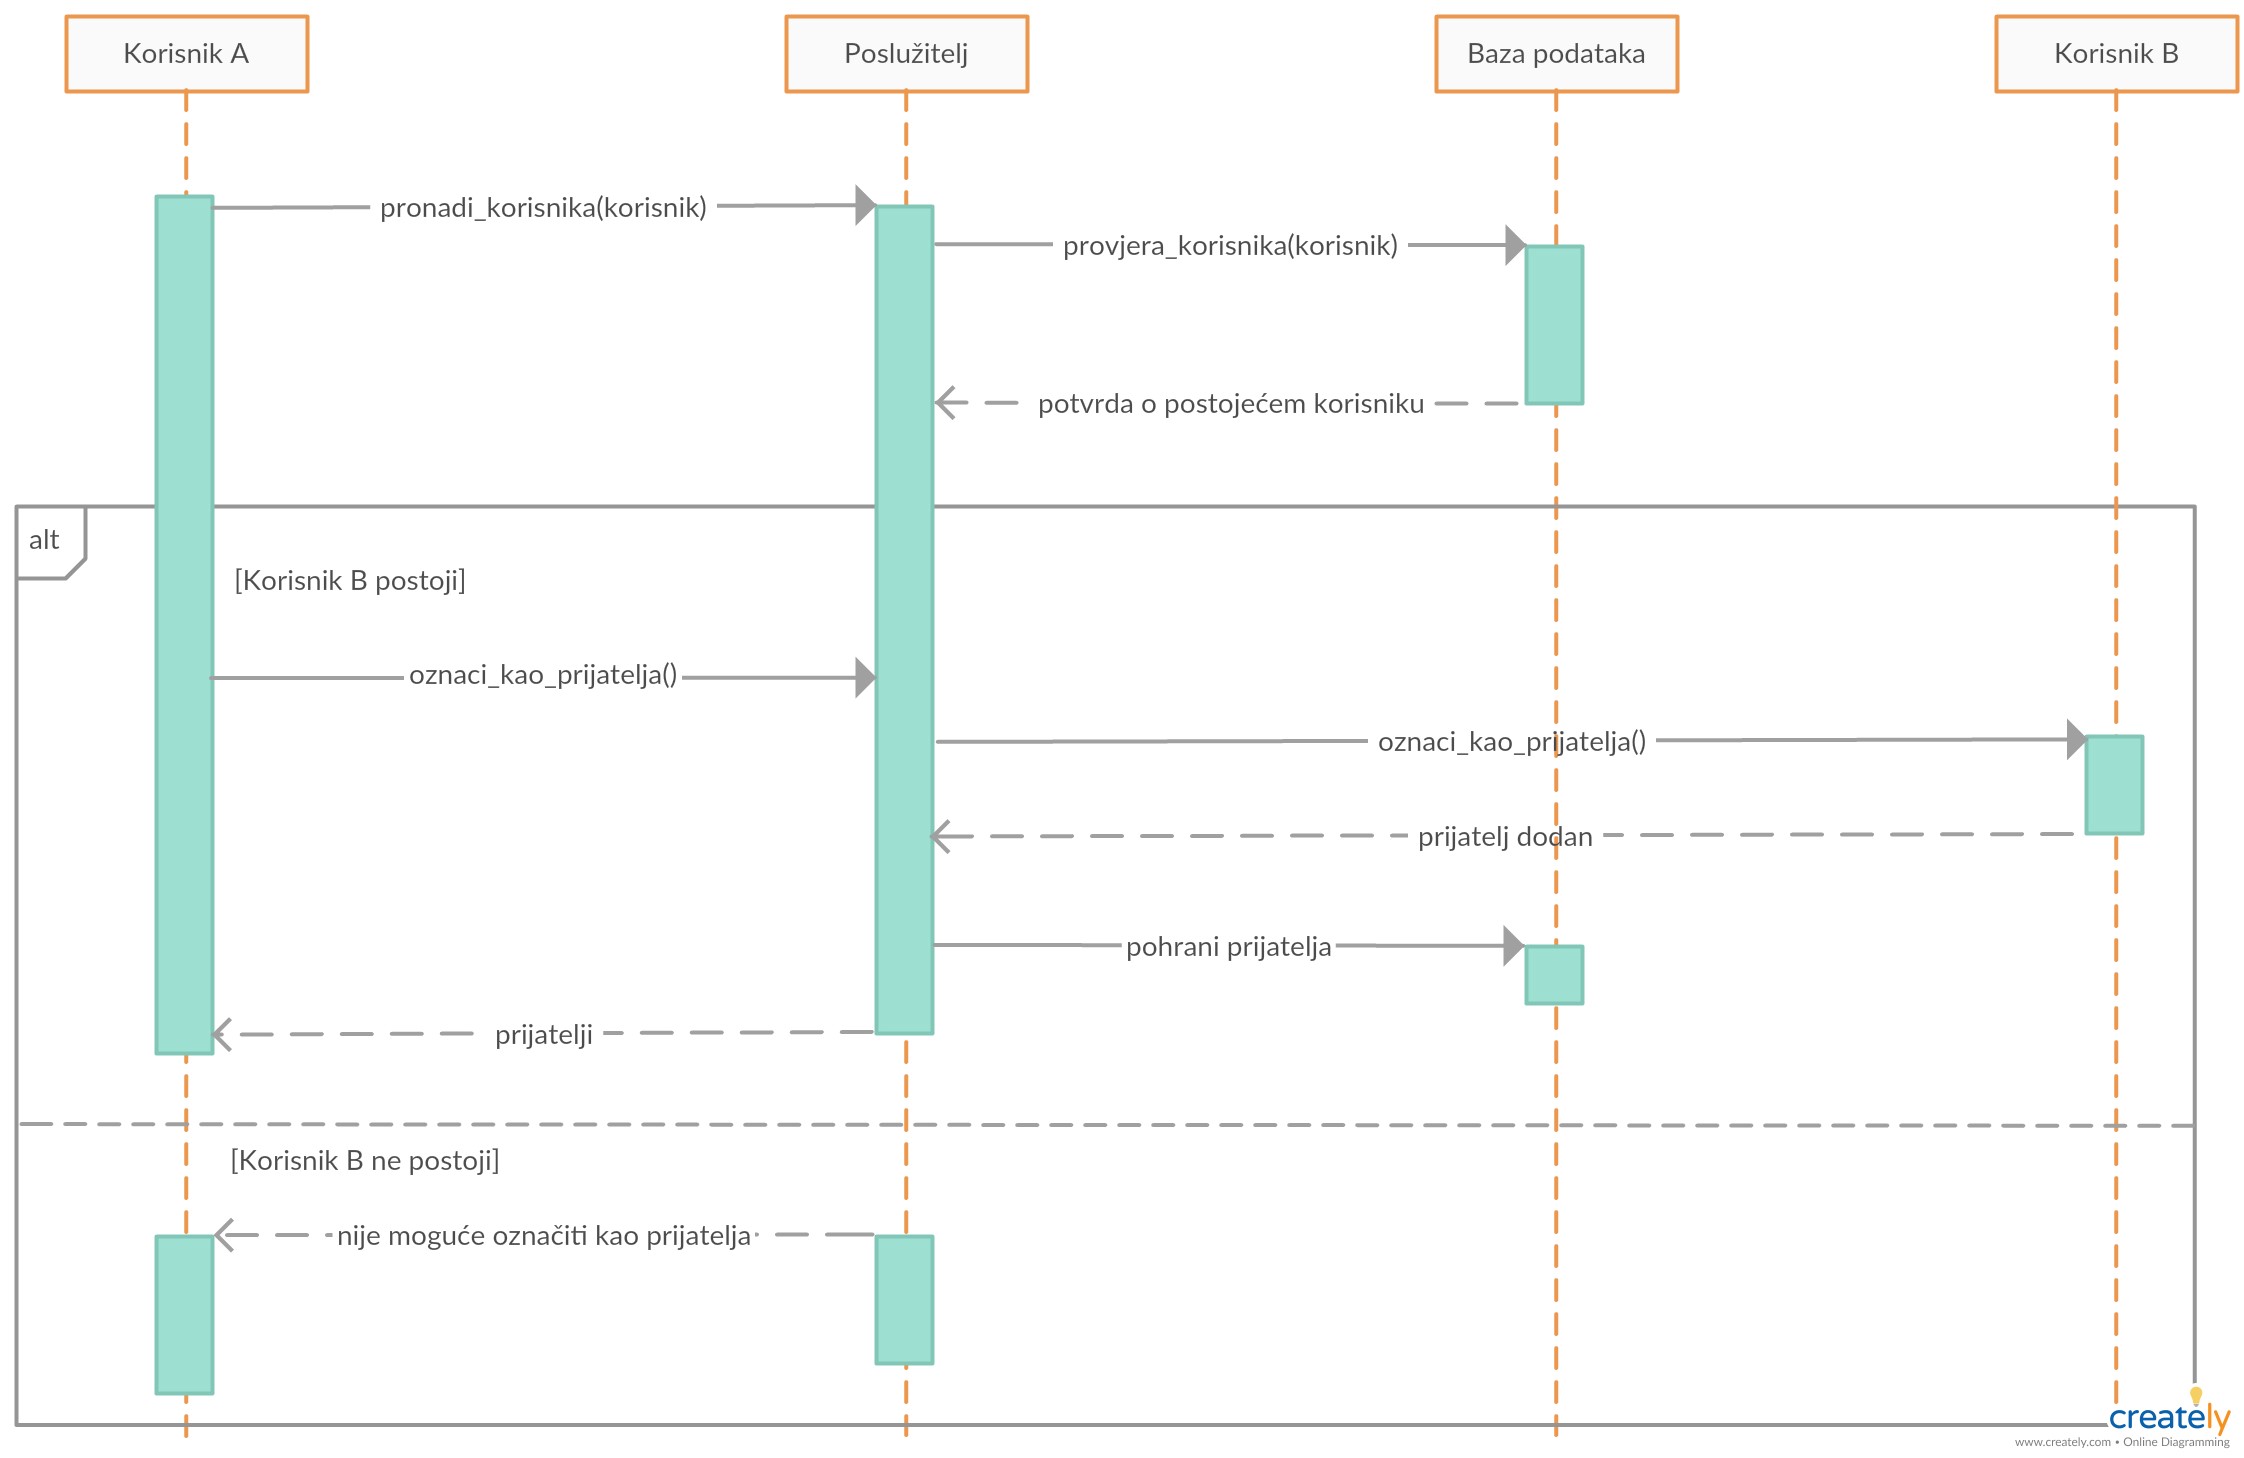 Korisnik A
Poslužitelj
Baza podataka
Korisnik B
pronadi_korisnika(korisnik)
provjera_korisnika(korisnik)
potvrda o postojećem korisniku
alt
[Korisnik B postoji]
oznaci_kao_prijatelja()
oznaci_kao_prijatelja()
prijatelj dodan
pohrani prijatelja
prijatelji
[Korisnik B ne postoji]
nije moguće označiti kao prijatelja
creately
www.creately.com • Online Diagramming